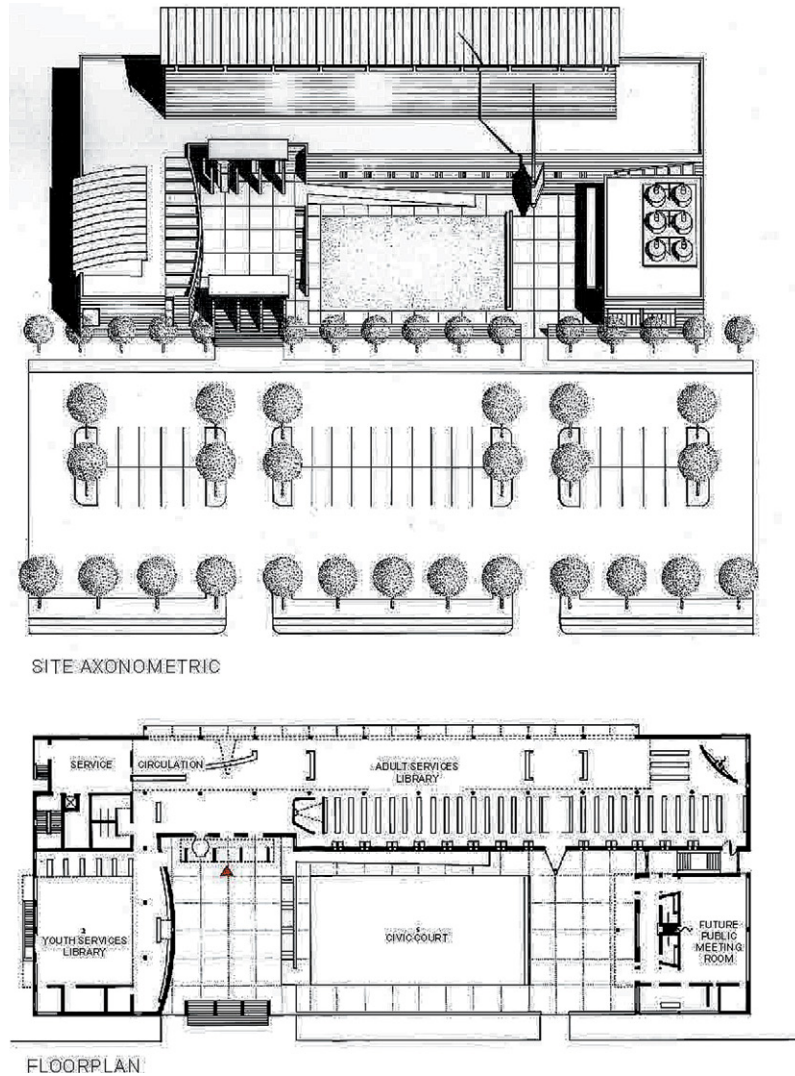 SITE AXONOMETRIC
SERVICE
CIRCULATION
ADULT SERVICES
LIBRARY
YOUTH SERVICES
LIBRARY
CIVIC COURT
FUTURE
PUBLIC
MEETING
ROOM
FLOORPLAN